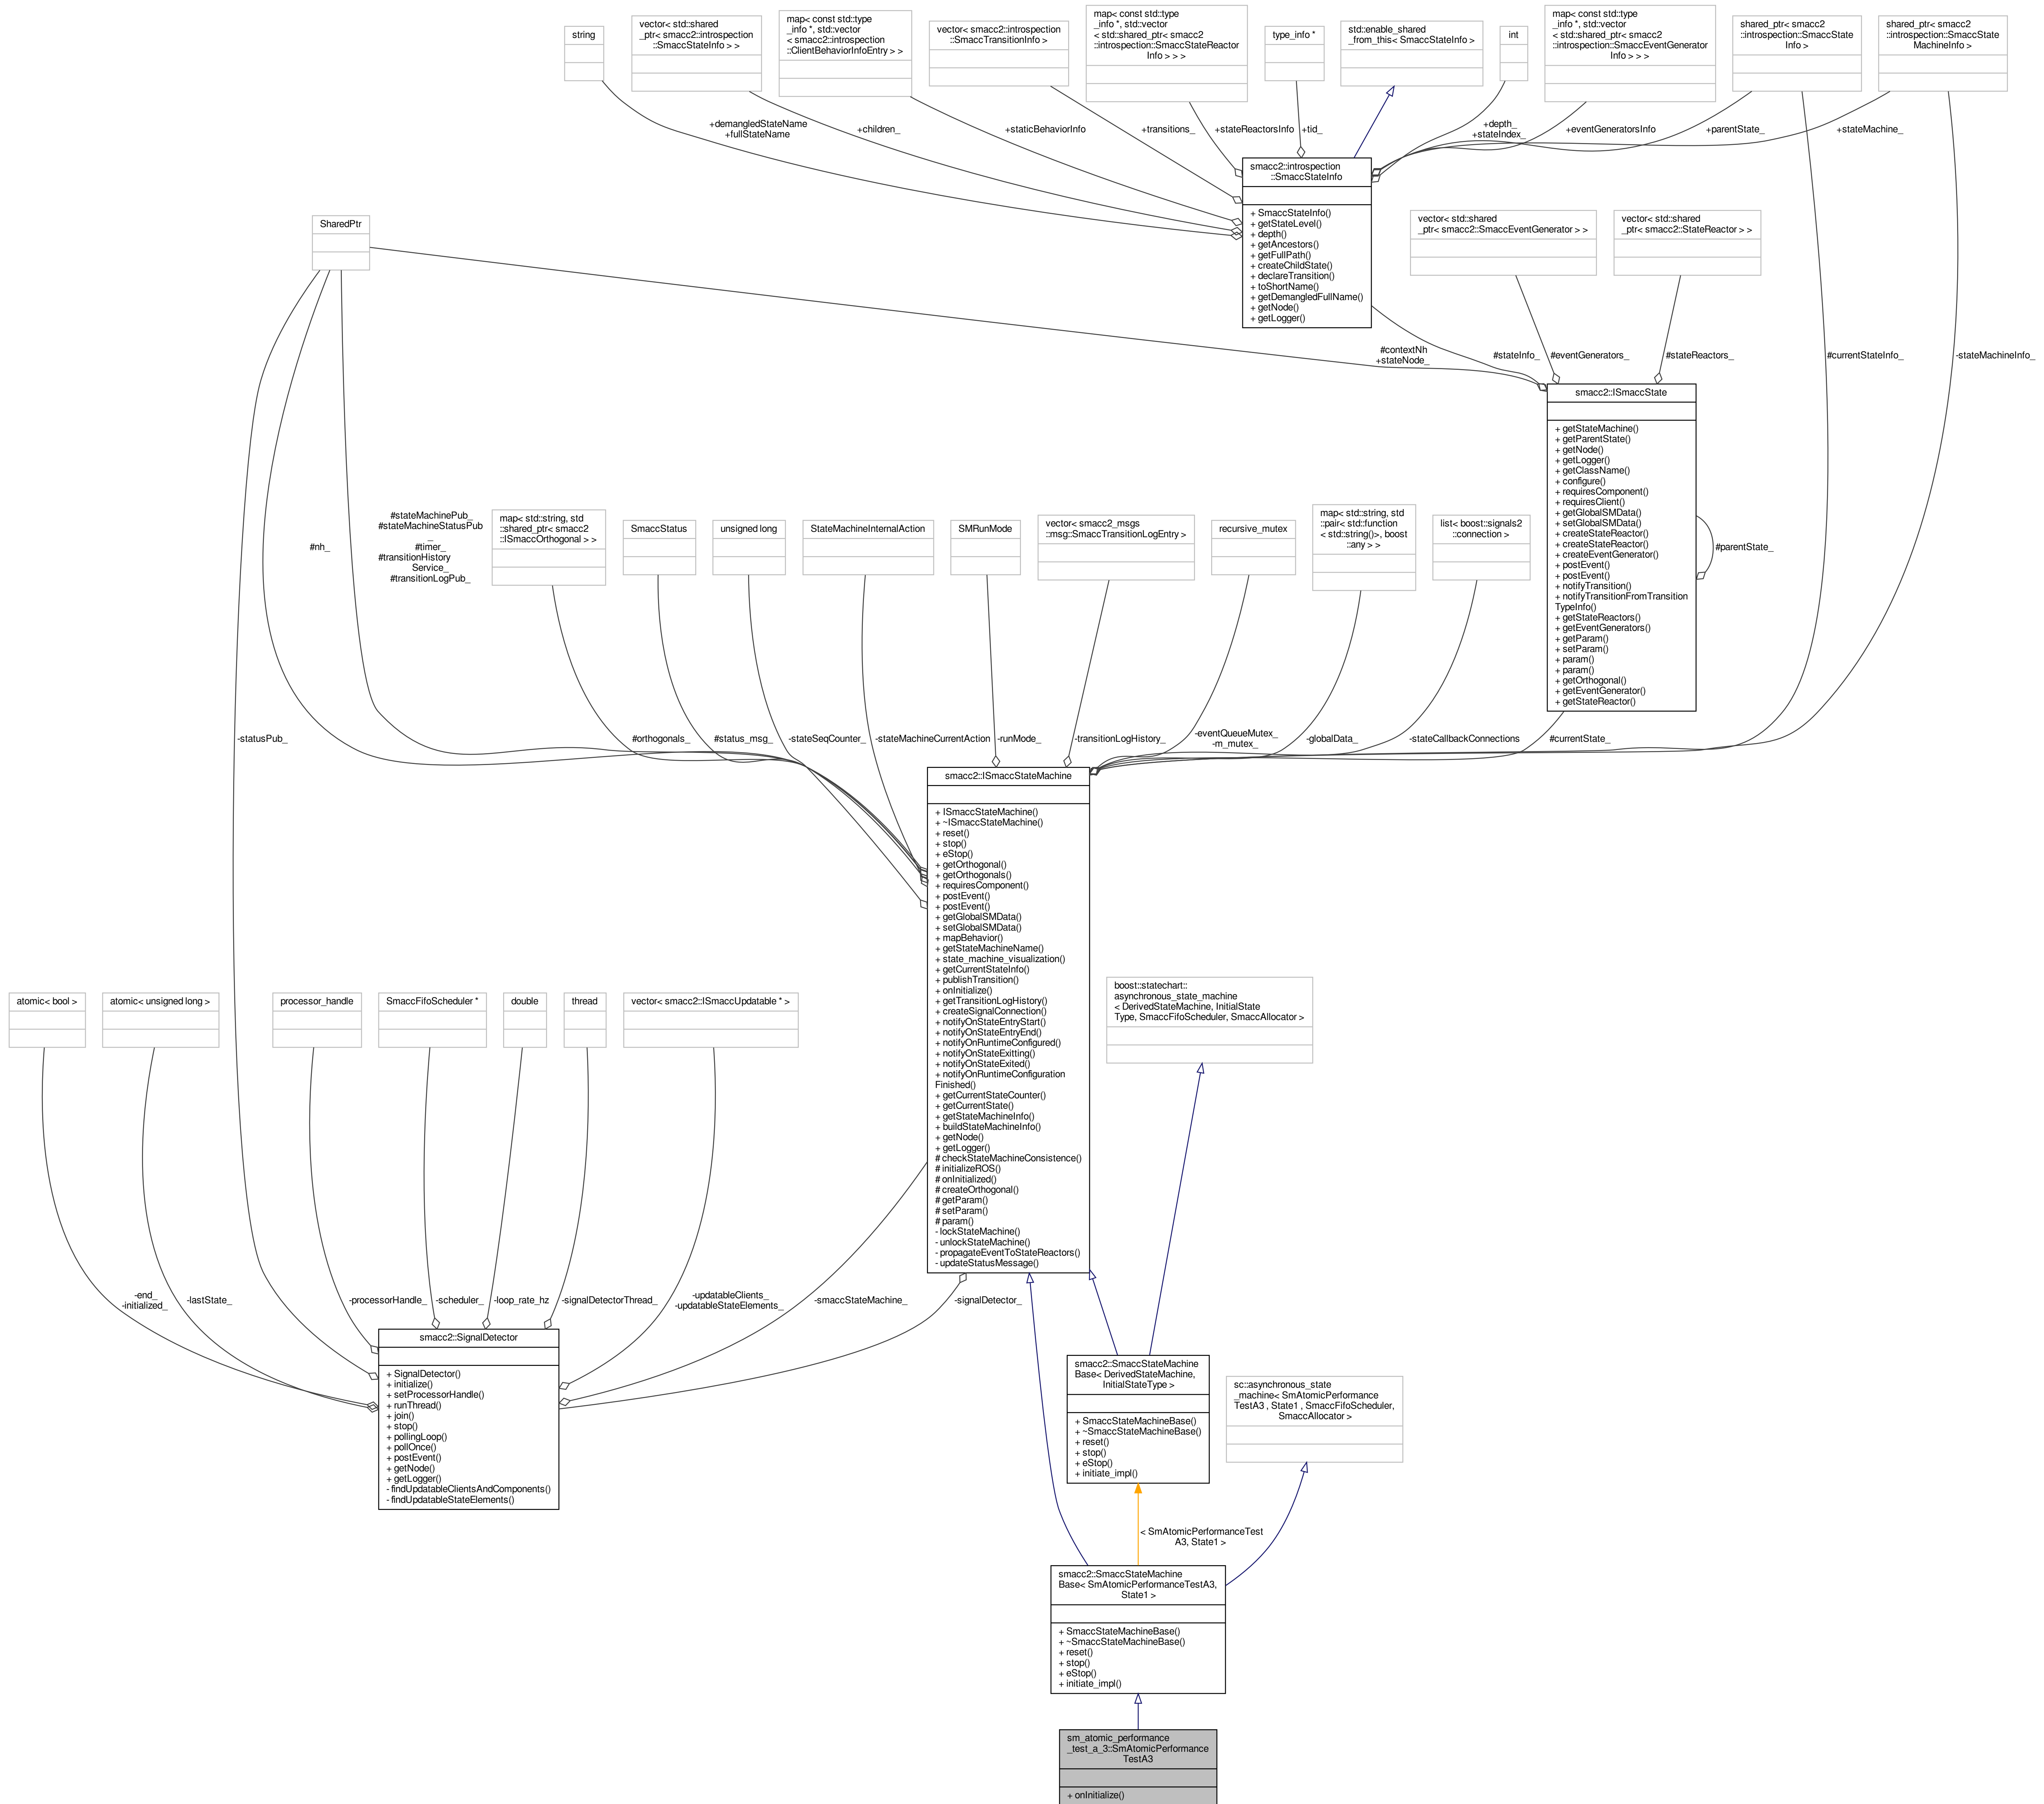 string
vector< std::shared
_ptr< smacc2::introspection
::SmaccStateInfo > >
map< const std::type
_info *, std::vector
< smacc2::introspection
::ClientBehaviorInfoEntry > >
vector< smacc2::introspection
::SmaccTransitionInfo >
map< const std::type
_info *, std::vector
< std::shared_ptr< smacc2
::introspection::SmaccStateReactor
Info > > >
type_info *
std::enable_shared
_from_this< SmaccStateInfo >
int
map< const std::type
_info *, std::vector
< std::shared_ptr< smacc2
::introspection::SmaccEventGenerator
Info > > >
shared_ptr< smacc2
::introspection::SmaccState
Info >
shared_ptr< smacc2
::introspection::SmaccState
MachineInfo >
+demangledStateName
+fullStateName
+children_
+staticBehaviorInfo
+transitions_
+stateReactorsInfo
+tid_
+depth_
+stateIndex_
+eventGeneratorsInfo
+parentState_
+stateMachine_
smacc2::introspection
::SmaccStateInfo
+ SmaccStateInfo()
+ getStateLevel()
+ depth()
+ getAncestors()
+ getFullPath()
+ createChildState()
+ declareTransition()
+ toShortName()
+ getDemangledFullName()
+ getNode()
+ getLogger()
SharedPtr
vector< std::shared
_ptr< smacc2::SmaccEventGenerator > >
vector< std::shared
_ptr< smacc2::StateReactor > >
#contextNh
+stateNode_
#stateInfo_
#eventGenerators_
#stateReactors_
#currentStateInfo_
-stateMachineInfo_
smacc2::ISmaccState
+ getStateMachine()
+ getParentState()
+ getNode()
+ getLogger()
+ getClassName()
+ configure()
+ requiresComponent()
+ requiresClient()
+ getGlobalSMData()
+ setGlobalSMData()
+ createStateReactor()
+ createStateReactor()
+ createEventGenerator()
+ postEvent()
+ postEvent()
+ notifyTransition()
+ notifyTransitionFromTransition
TypeInfo()
+ getStateReactors()
+ getEventGenerators()
+ getParam()
+ setParam()
+ param()
+ param()
+ getOrthogonal()
+ getEventGenerator()
+ getStateReactor()
#parentState_
#nh_
#stateMachinePub_
#stateMachineStatusPub
_
#timer_
#transitionHistory
Service_
#transitionLogPub_
map< std::string, std
::shared_ptr< smacc2
::ISmaccOrthogonal > >
SmaccStatus
unsigned long
StateMachineInternalAction
SMRunMode
vector< smacc2_msgs
::msg::SmaccTransitionLogEntry >
recursive_mutex
map< std::string, std
::pair< std::function
< std::string()>, boost
::any > >
list< boost::signals2
::connection >
-statusPub_
#orthogonals_
#status_msg_
-stateSeqCounter_
-stateMachineCurrentAction
-runMode_
-transitionLogHistory_
-eventQueueMutex_
-m_mutex_
-globalData_
-stateCallbackConnections
#currentState_
smacc2::ISmaccStateMachine
+ ISmaccStateMachine()
+ ~ISmaccStateMachine()
+ reset()
+ stop()
+ eStop()
+ getOrthogonal()
+ getOrthogonals()
+ requiresComponent()
+ postEvent()
+ postEvent()
+ getGlobalSMData()
+ setGlobalSMData()
+ mapBehavior()
+ getStateMachineName()
+ state_machine_visualization()
+ getCurrentStateInfo()
+ publishTransition()
+ onInitialize()
+ getTransitionLogHistory()
+ createSignalConnection()
+ notifyOnStateEntryStart()
+ notifyOnStateEntryEnd()
+ notifyOnRuntimeConfigured()
+ notifyOnStateExitting()
+ notifyOnStateExited()
+ notifyOnRuntimeConfiguration
Finished()
+ getCurrentStateCounter()
+ getCurrentState()
+ getStateMachineInfo()
+ buildStateMachineInfo()
+ getNode()
+ getLogger()
# checkStateMachineConsistence()
# initializeROS()
# onInitialized()
# createOrthogonal()
# getParam()
# setParam()
# param()
- lockStateMachine()
- unlockStateMachine()
- propagateEventToStateReactors()
- updateStatusMessage()
atomic< bool >
atomic< unsigned long >
processor_handle
SmaccFifoScheduler *
double
thread
vector< smacc2::ISmaccUpdatable * >
boost::statechart::
asynchronous_state_machine
< DerivedStateMachine, InitialState
Type, SmaccFifoScheduler, SmaccAllocator >
-end_
-initialized_
-lastState_
-processorHandle_
-scheduler_
-loop_rate_hz
-signalDetectorThread_
-updatableClients_
-updatableStateElements_
-smaccStateMachine_
-signalDetector_
smacc2::SignalDetector
+ SignalDetector()
+ initialize()
+ setProcessorHandle()
+ runThread()
+ join()
+ stop()
+ pollingLoop()
+ pollOnce()
+ postEvent()
+ getNode()
+ getLogger()
- findUpdatableClientsAndComponents()
- findUpdatableStateElements()
smacc2::SmaccStateMachine
Base< DerivedStateMachine,
InitialStateType >
+ SmaccStateMachineBase()
+ ~SmaccStateMachineBase()
+ reset()
+ stop()
+ eStop()
+ initiate_impl()
sc::asynchronous_state
_machine< SmAtomicPerformance
TestA3 , State1 , SmaccFifoScheduler,
SmaccAllocator >
< SmAtomicPerformanceTest
A3, State1 >
smacc2::SmaccStateMachine
Base< SmAtomicPerformanceTestA3,
State1 >
+ SmaccStateMachineBase()
+ ~SmaccStateMachineBase()
+ reset()
+ stop()
+ eStop()
+ initiate_impl()
sm_atomic_performance
_test_a_3::SmAtomicPerformance
TestA3
+ onInitialize()